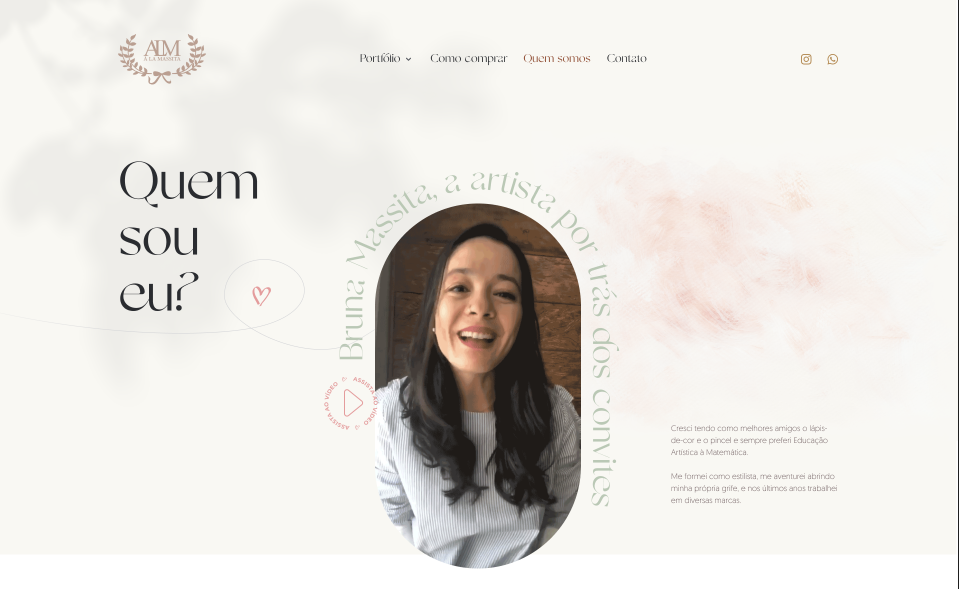 ALM
À LA MASSITA
Portfólio
Como comprar
Quem somos
Contato
Quem
sou
eu?
Bruna Massita, a artista por trás dos convites
ASSISTA AO VÍDEO
ASSISTA AO VÍDEO
Cresci tendo como melhores amigos o lápis-
de-cor e o pincel e sempre preferi Educação
Artística à Matemática.
Me formei como estilista, me aventurei abrindo
minha própria grife, e nos últimos anos trabalhei
em diversas marcas.